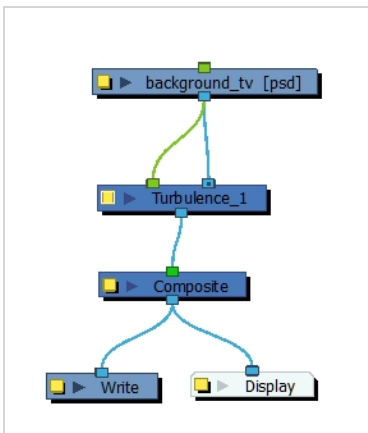 background_tv [psd]
Turbulence_1
Composite
Write
Display